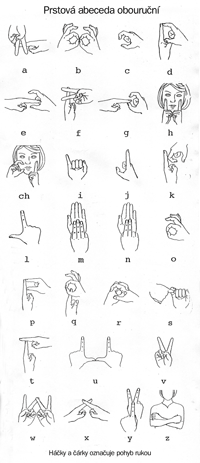 Prstová abeceda obouruční
a b c d
e f g h
ch i j k
l m n o
p q r s
t u v
w x y z
Háčky a čárky označuje pohyb rukou